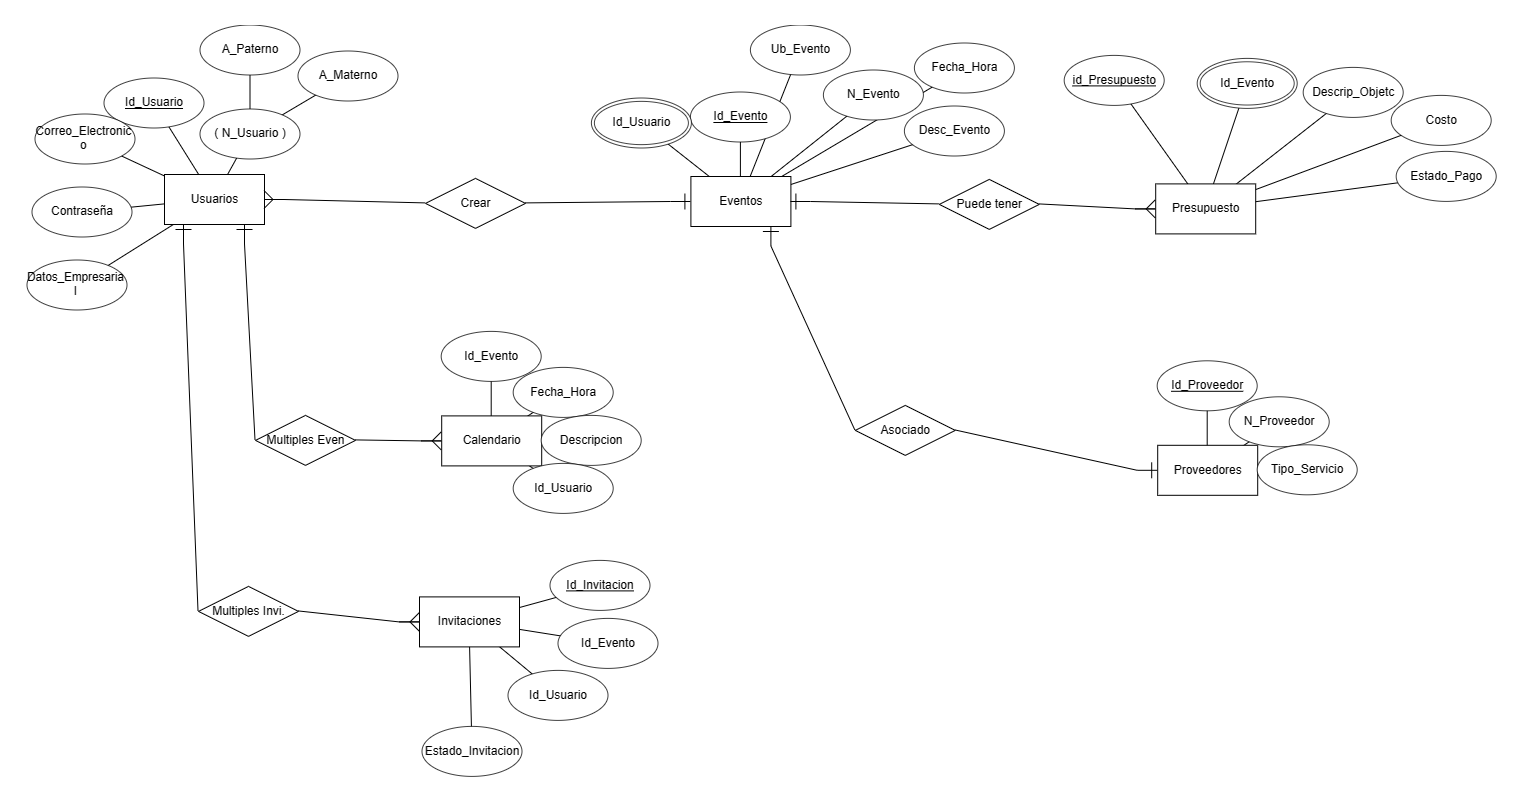 A_Paterno
A_Materno
Id_Usuario
Correo_Electronic
o
( N_Usuario )
Contraseña
Usuarios
Datos_Empresaria
l
Crear
Ub_Evento
Fecha_Hora
N_Evento
Id_Usuario
Id_Evento
Desc_Evento
Eventos
Puede tener
id_Presupuesto
Id_Evento
Descrip_Objetc
Costo
Estado_Pago
Presupuesto
Id_Evento
Fecha_Hora
Multiples Even
Calendario
Descripcion
Id_Usuario
Asociado
Id_Proveedor
N_Proveedor
Proveedores
Tipo_Servicio
Multiples Invi.
Invitaciones
Id_Invitacion
Id_Evento
Id_Usuario
Estado_Invitacion